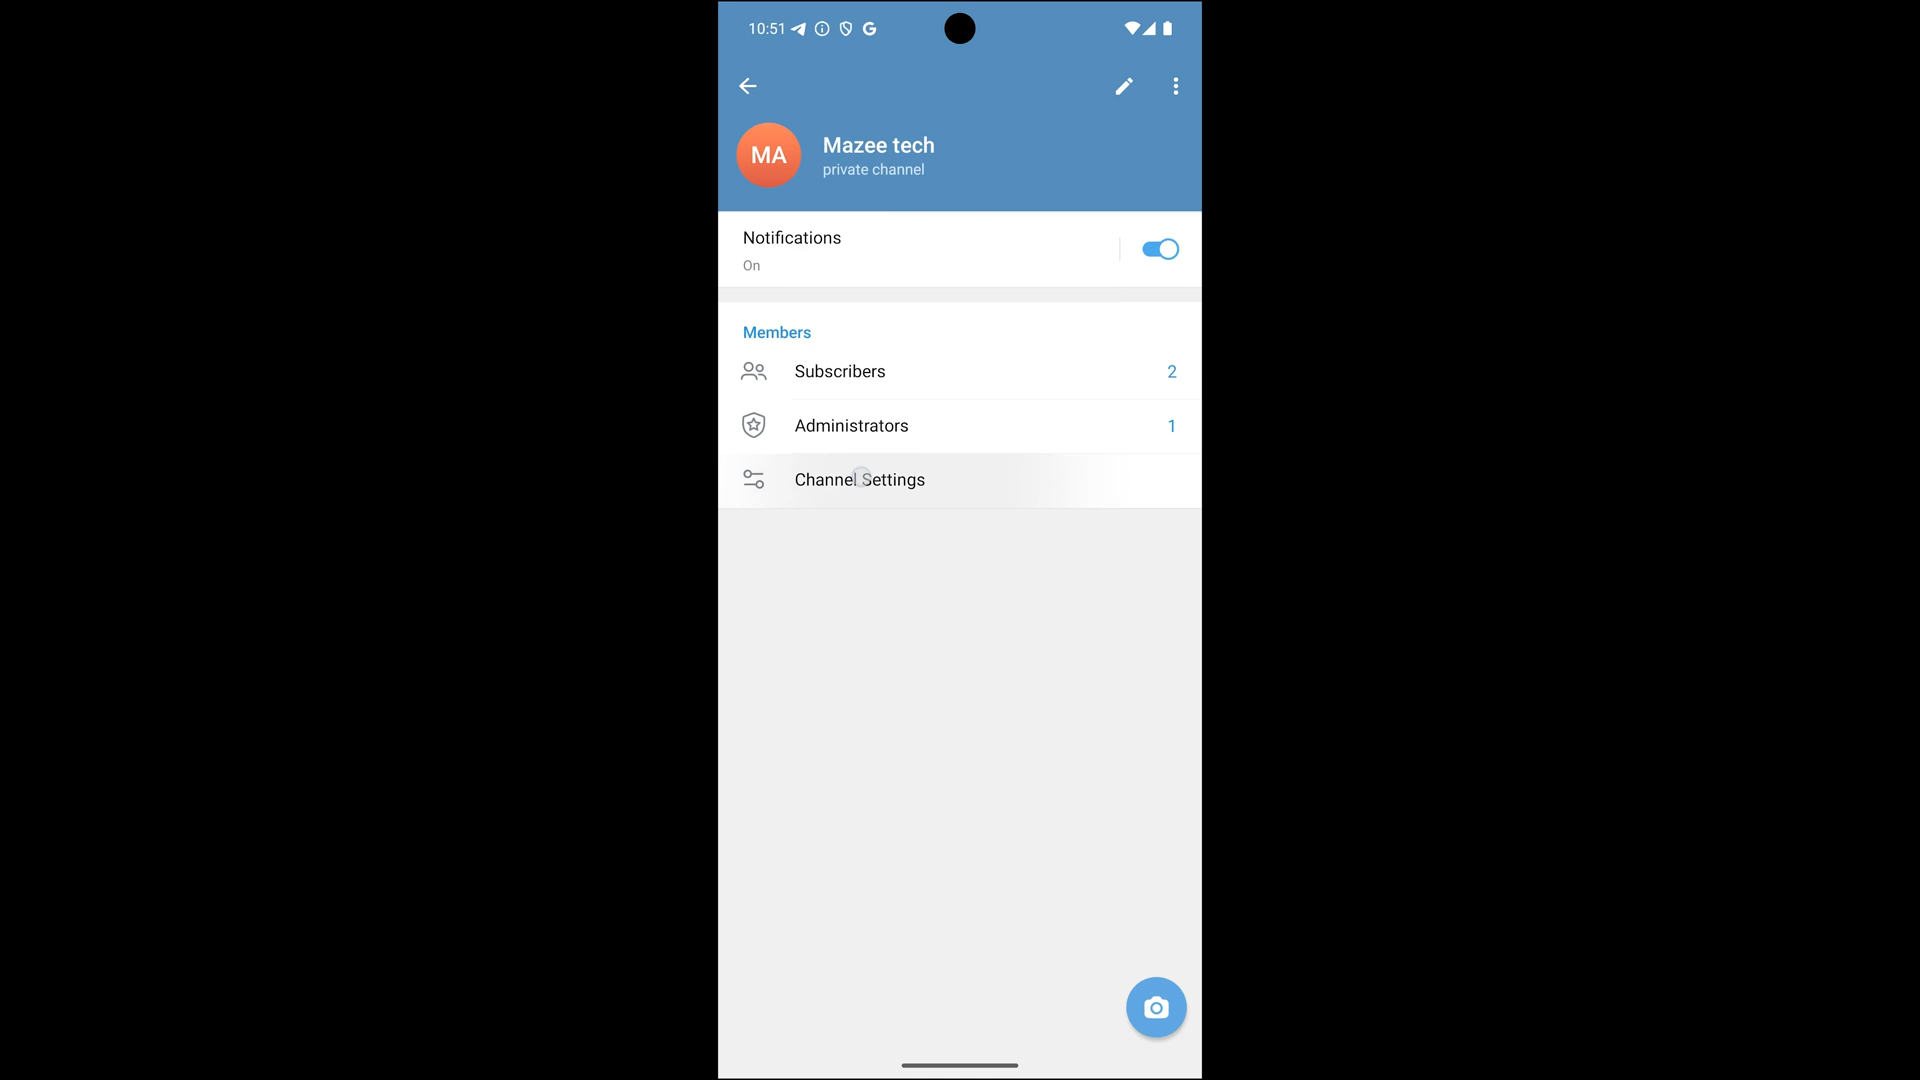 10:51
MA
Mazee tech
private channel
Notifications
On
Members
Subscribers 2
Administrators 1
Channel Settings